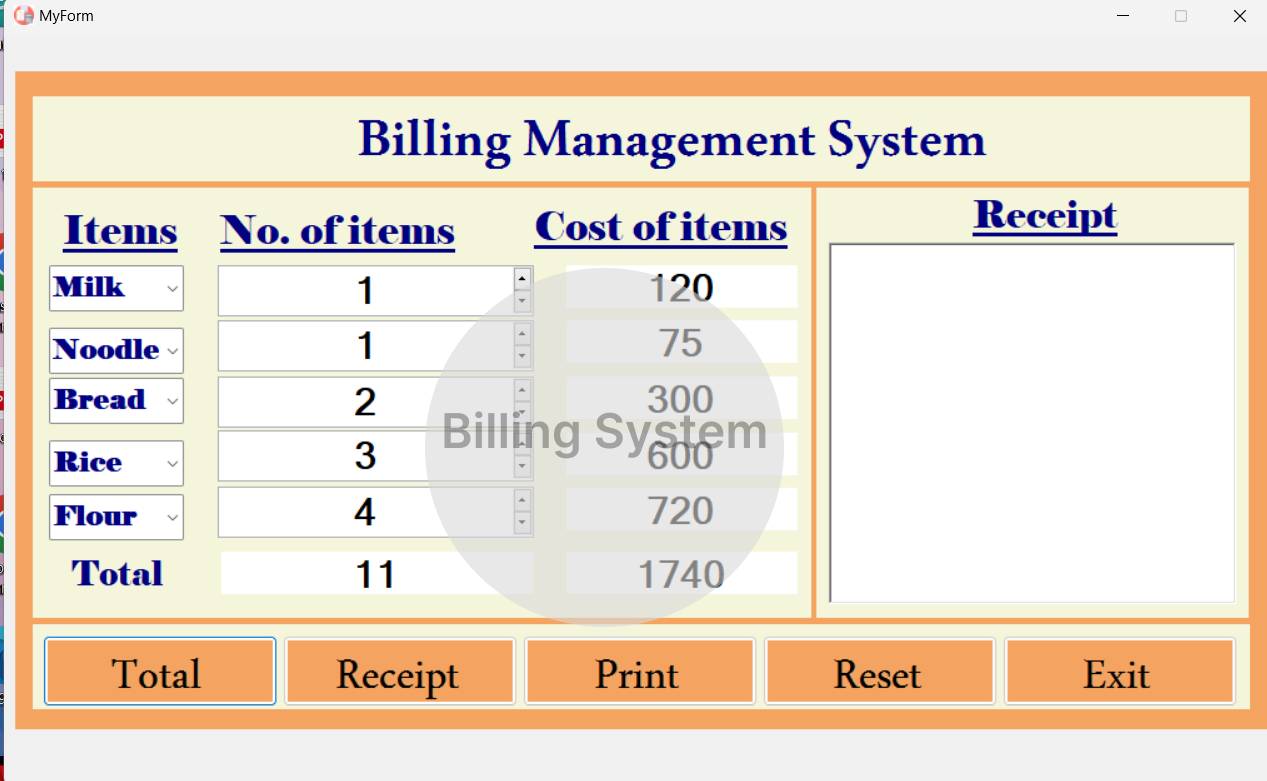 MyForm
Billing Management System
Items No. of items Cost of items Receipt
Milk 1 120
Noodle 1 75
Bread 2 300
Billing System
Rice 3 600
Flour 4 720
Total 11 1740
Total Receipt Print Reset Exit